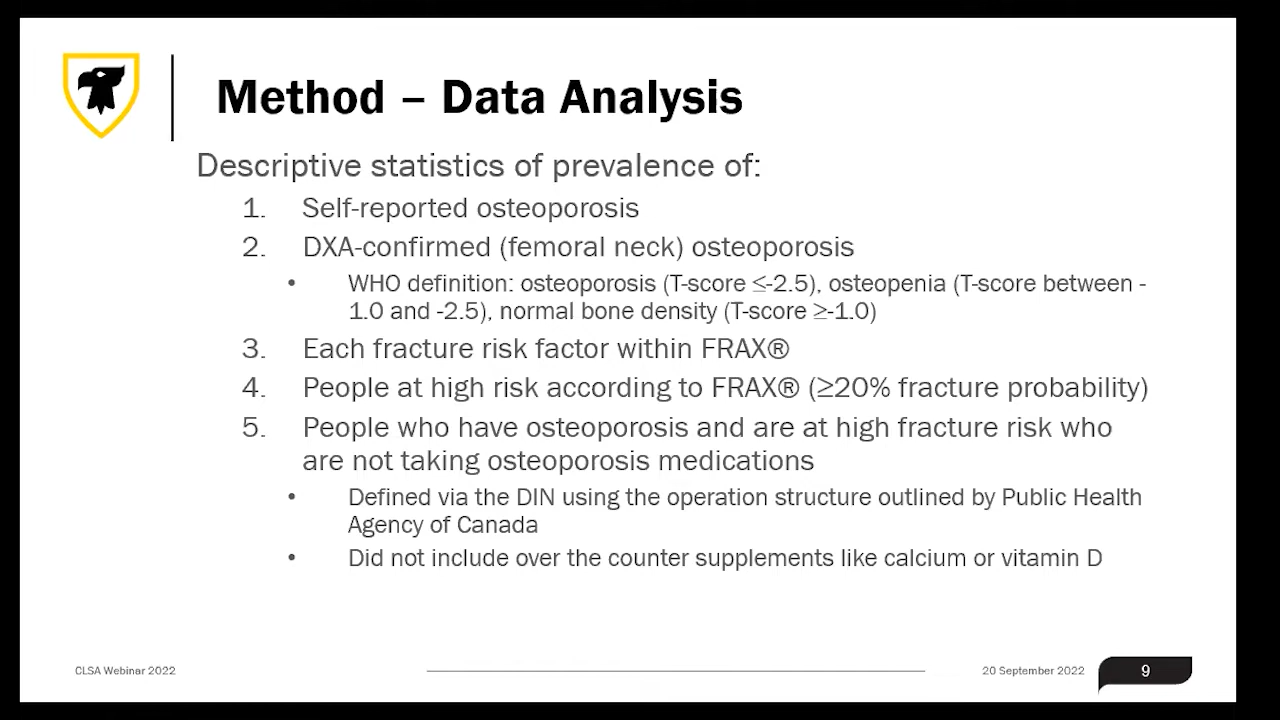 Method – Data Analysis
Descriptive statistics of prevalence of:
1. Self-reported osteoporosis
2. DXA-confirmed (femoral neck) osteoporosis
• WHO definition: osteoporosis (T-score ≤-2.5), osteopenia (T-score between -
1.0 and -2.5), normal bone density (T-score ≥-1.0)
3. Each fracture risk factor within FRAX®
4. People at high risk according to FRAX® (≥20% fracture probability)
5. People who have osteoporosis and are at high fracture risk who
are not taking osteoporosis medications
• Defined via the DIN using the operation structure outlined by Public Health
Agency of Canada
• Did not include over the counter supplements like calcium or vitamin D
CLSA Webinar 2022
20 September 2022
9